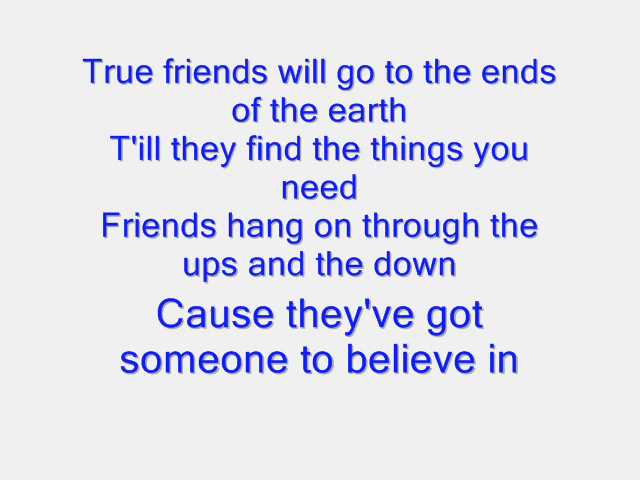 True friends will go to the ends
of the earth
T'ill they find the things you
need
Friends hang on through the
ups and the down
Cause they've got
someone to believe in